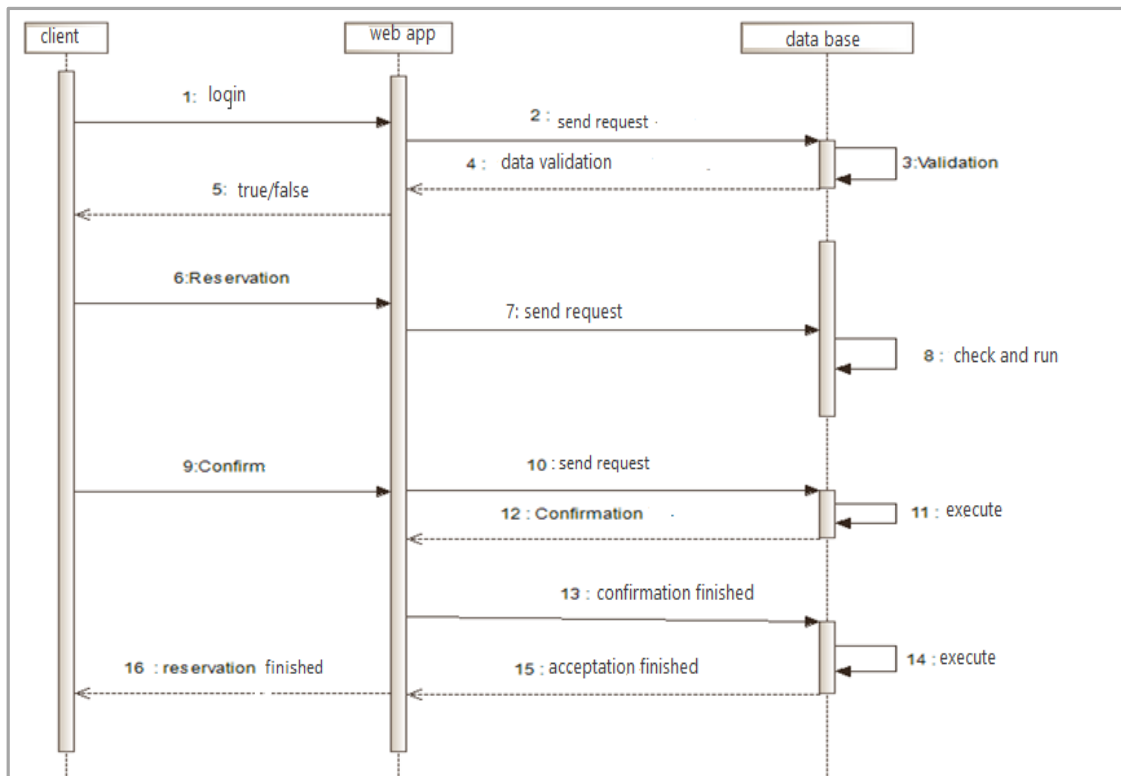 client
web app
data base
1: login
2 : send request
3:Validation
4 : data validation
5: true/false
6:Reservation
7: send request
8 : check and run
9:Confirm
10 : send request
11 : execute
12 : Confirmation
13 : confirmation finished
14 : execute
15 : acceptation finished
16 : reservation finished